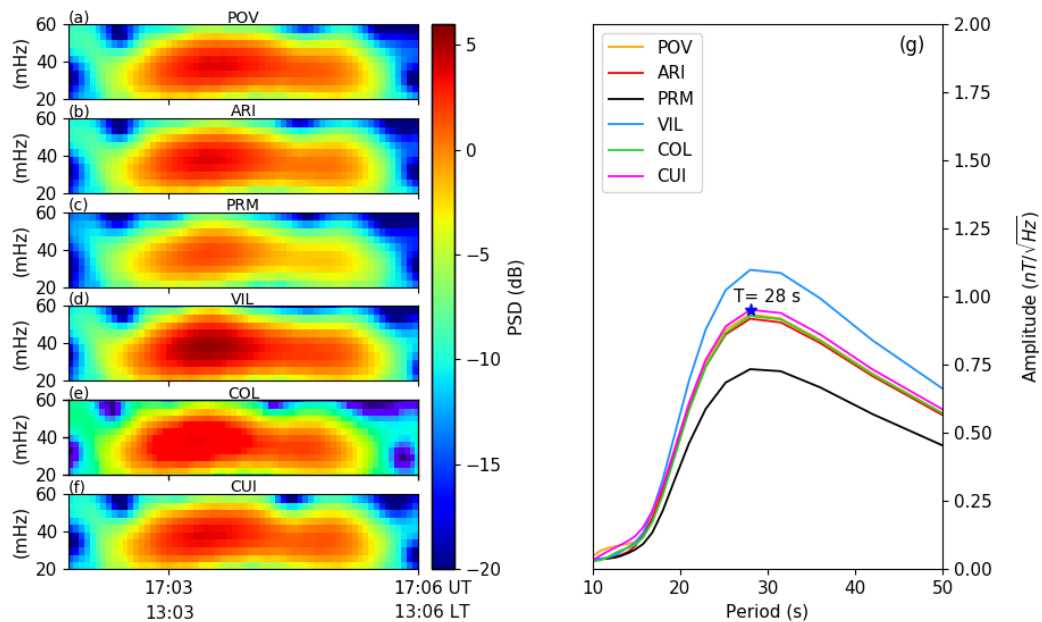 (a) POV
60
40
20
(mHz)
(b) ARI
60
40
20
(mHz)
(c) PRM
60
40
20
(mHz)
(d) VIL
60
40
20
(mHz)
(e) COL
60
40
20
(mHz)
(f) CUI
60
40
20
(mHz)
17:03 17:06 UT
13:03 13:06 LT
5
0
−5
−10
−15
−20
PSD (dB)
(g)
POV
ARI
PRM
VIL
COL
CUI
T= 28 s
2.00
1.75
1.50
1.25
1.00
0.75
0.50
0.25
0.00
Amplitude (nT/√Hz)
10 20 30 40 50
Period (s)